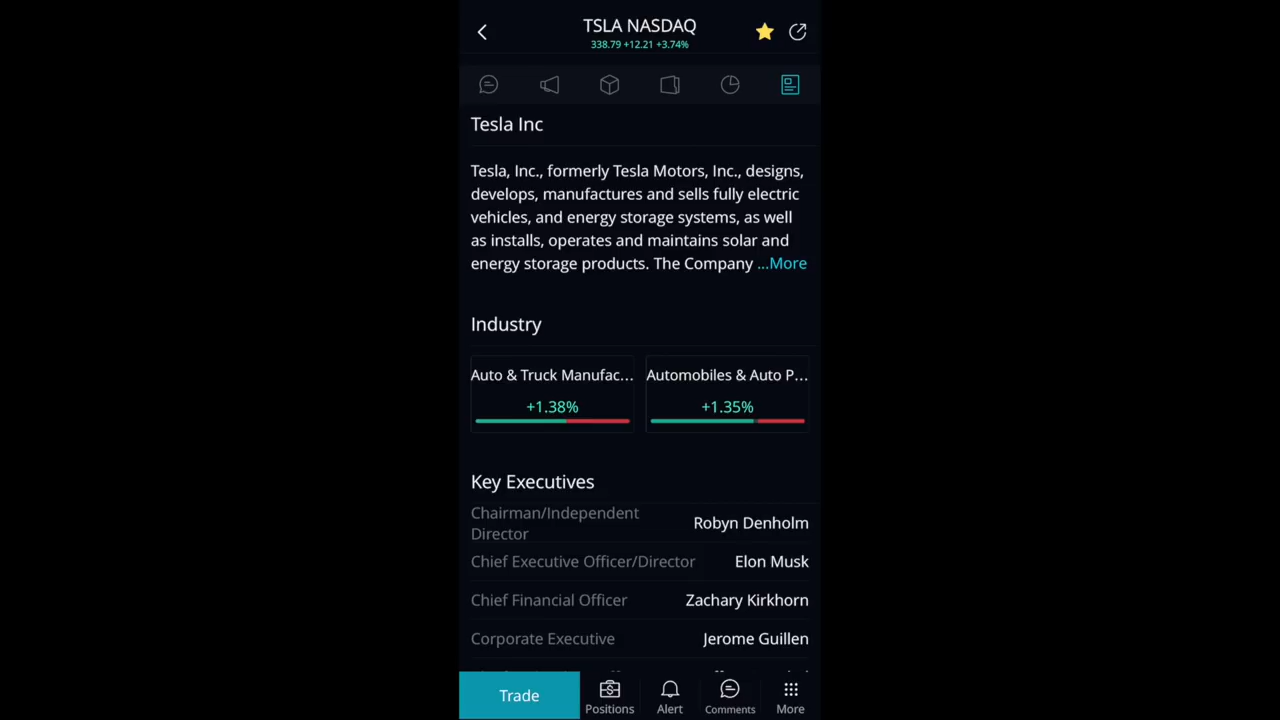 TSLA NASDAQ
338.79 +12.21 +3.74%
Tesla Inc
Tesla, Inc., formerly Tesla Motors, Inc., designs,
develops, manufactures and sells fully electric
vehicles, and energy storage systems, as well
as installs, operates and maintains solar and
energy storage products. The Company ...More
Industry
Auto & Truck Manufac... Automobiles & Auto P...
+1.38% +1.35%
Key Executives
Chairman/Independent
Director Robyn Denholm
Chief Executive Officer/Director Elon Musk
Chief Financial Officer Zachary Kirkhorn
Corporate Executive Jerome Guillen
Trade Positions Alert Comments More